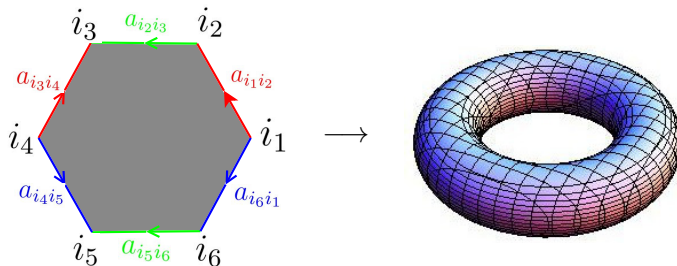 i₃ a_{i₂i₃} i₂
a_{i₃i₄} a_{i₁i₂}
i₄ i₁ →
a_{i₄i₅} a_{i₆i₁}
i₅ a_{i₅i₆} i₆